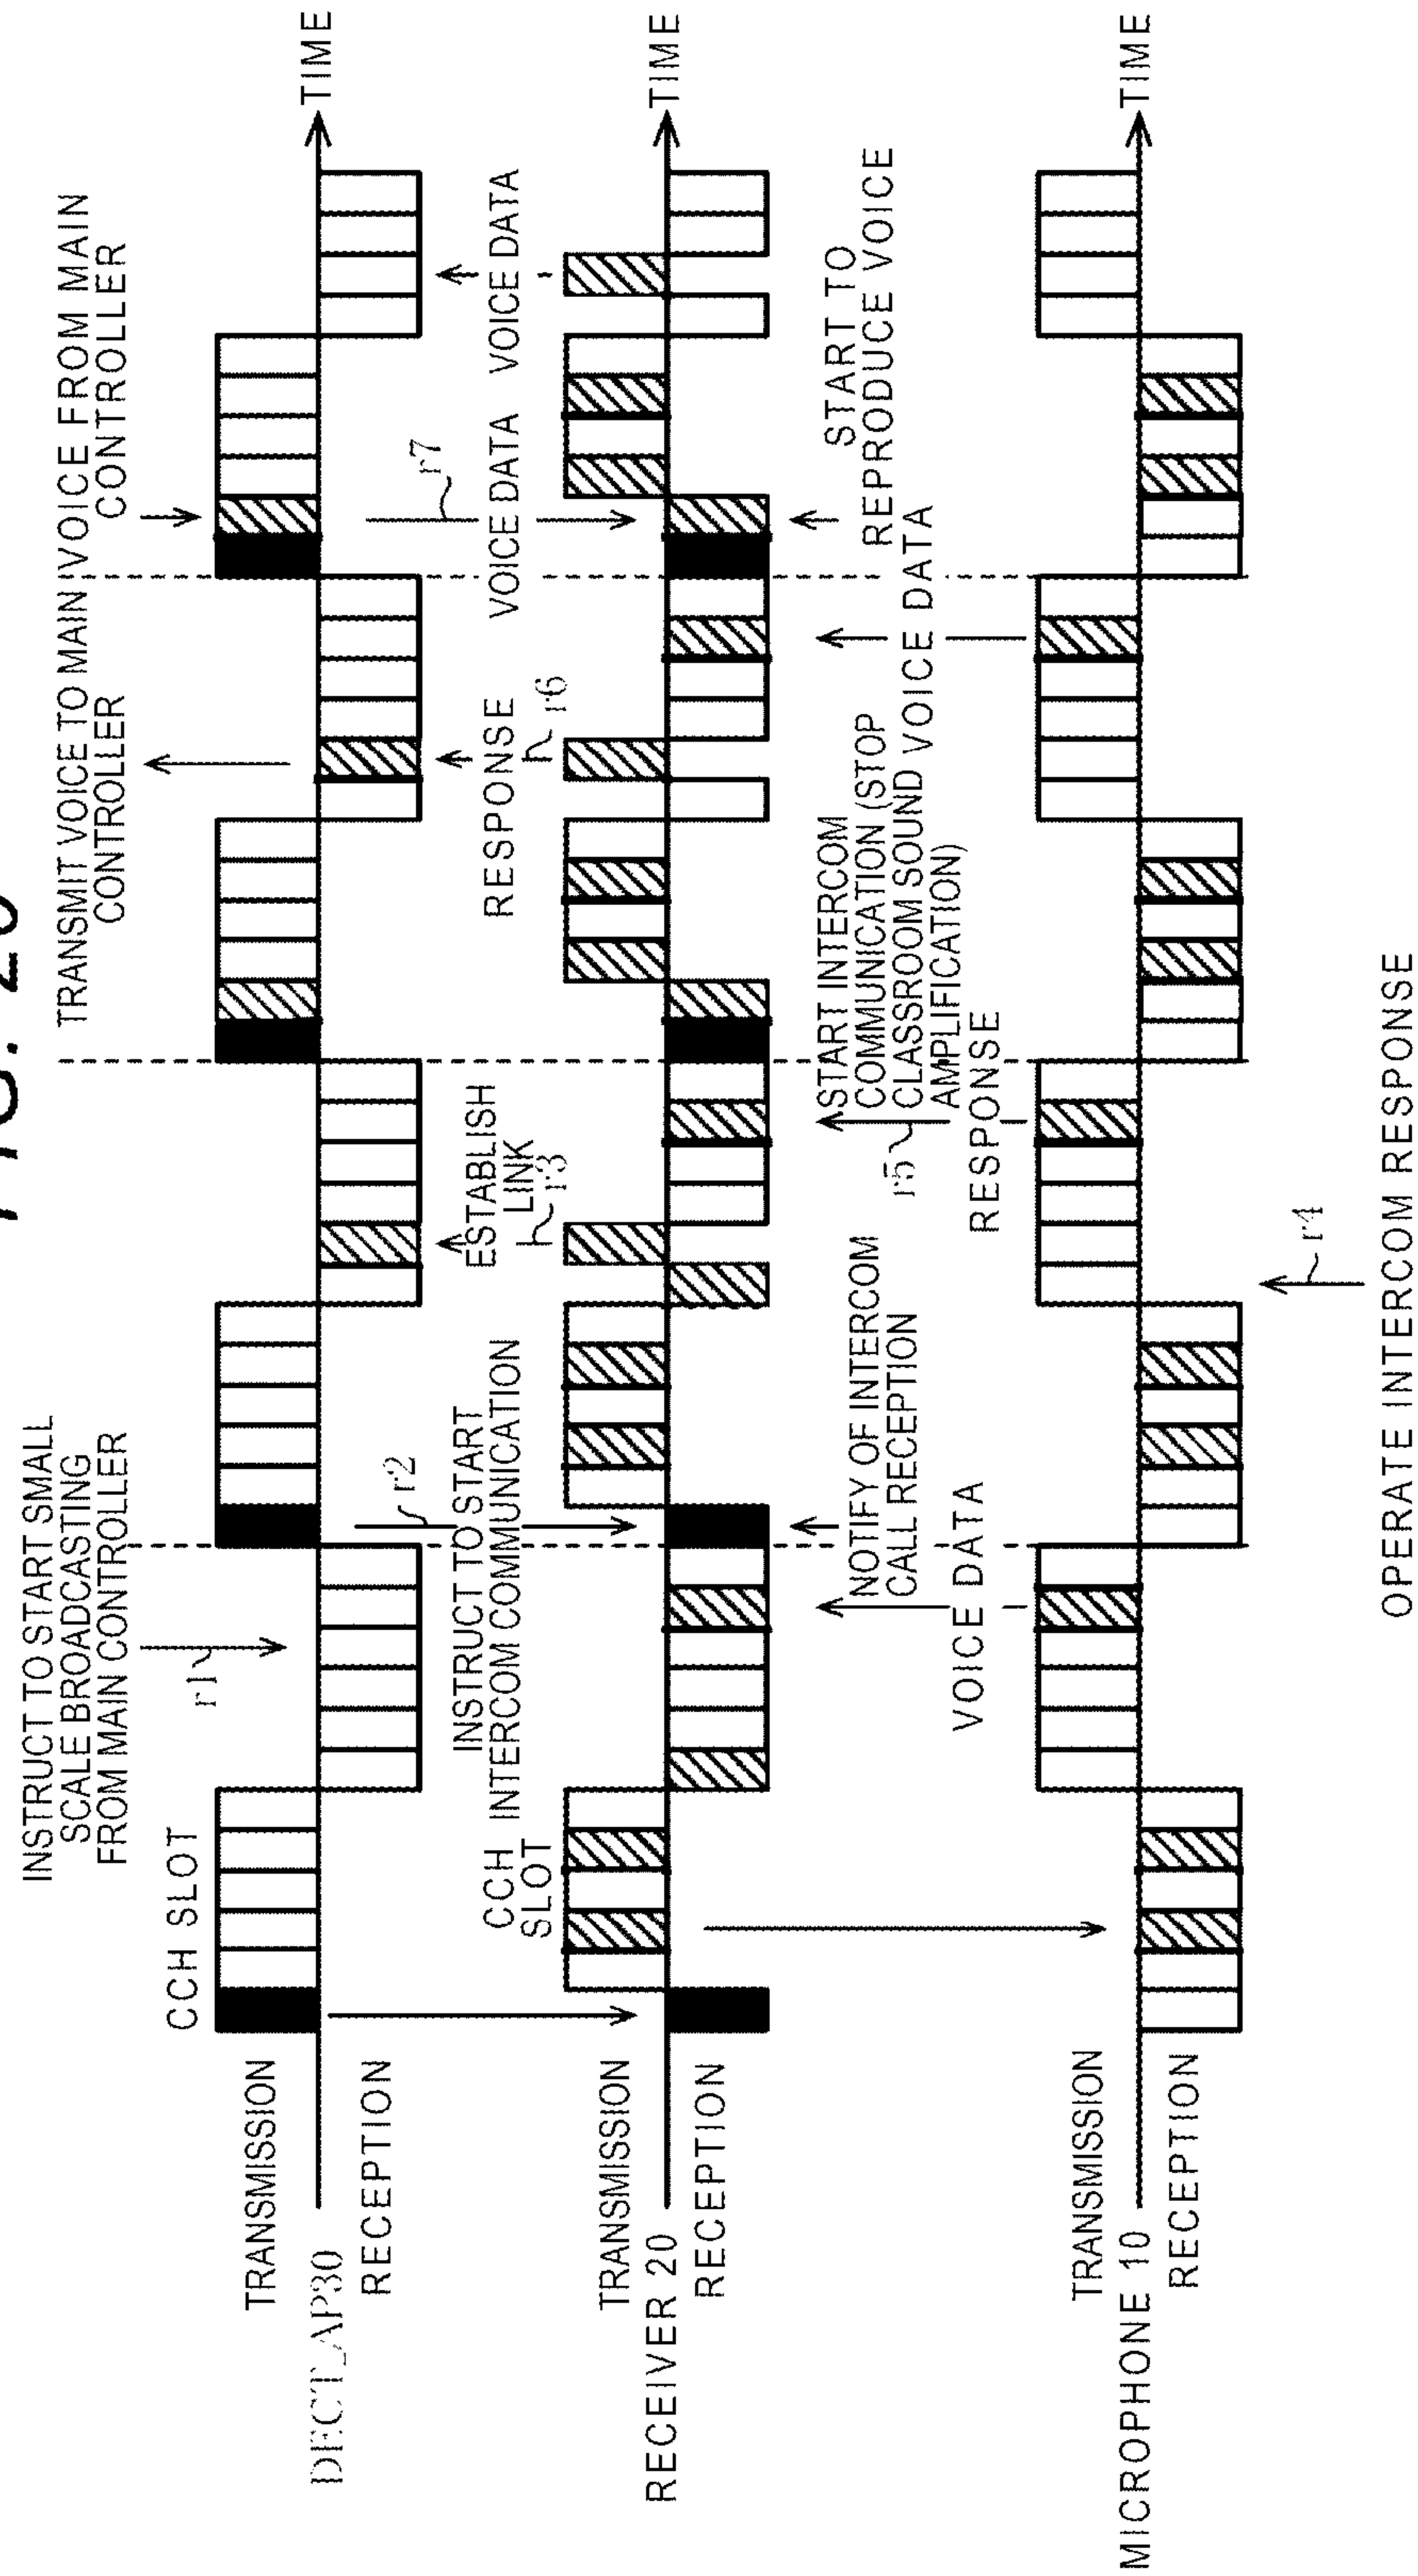 INSTRUCT TO START SMALL
SCALE BROADCASTING
FROM MAIN CONTROLLER
TRANSMIT VOICE TO MAIN
CONTROLLER
VOICE FROM MAIN
CONTROLLER
CCH SLOT
r1
TRANSMISSION
DECT_AP30
RECEPTION
TIME
r2
r7
INSTRUCT TO START
INTERCOM COMMUNICATION
CCH
SLOT
ESTABLISH
LINK
r3
RESPONSE
r6
VOICE DATA
VOICE DATA
TRANSMISSION
RECEIVER 20
RECEPTION
TIME
NOTIFY OF INTERCOM
CALL RECEPTION
START INTERCOM
COMMUNICATION (STOP
CLASSROOM SOUND
AMPLIFICATION)
START TO
REPRODUCE VOICE
r5
VOICE DATA
RESPONSE
VOICE DATA
TRANSMISSION
MICROPHONE 10
RECEPTION
TIME
r4
OPERATE INTERCOM RESPONSE